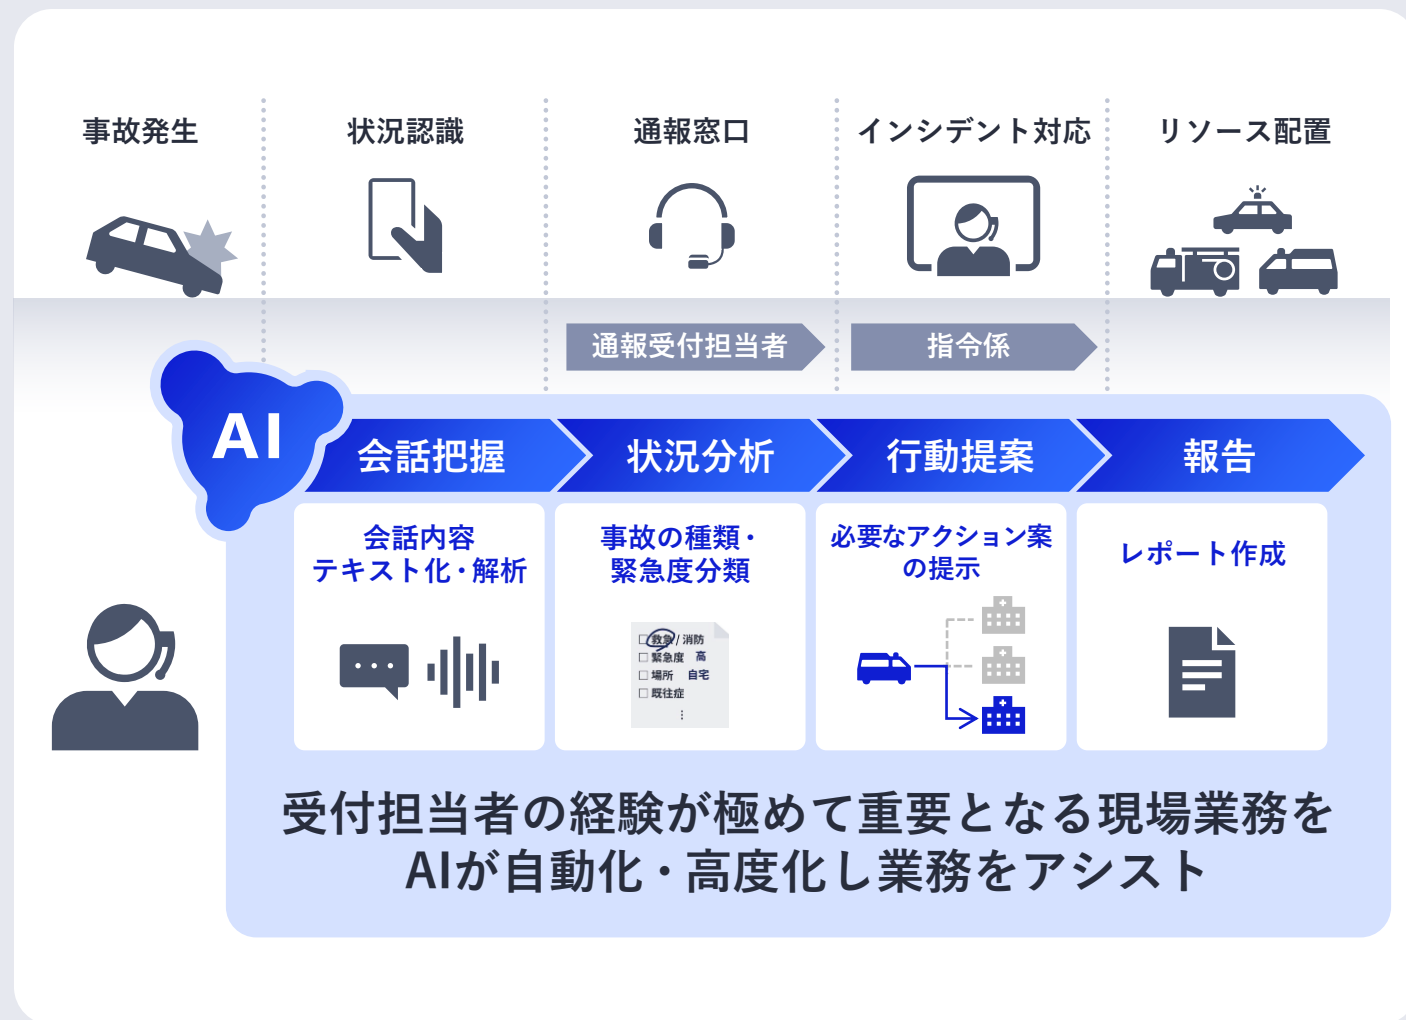 事故発生
状況認識
通報窓口
インシデント対応
リソース配置
通報受付担当者
指令係
AI
会話把握
状況分析
行動提案
報告
会話内容
テキスト化・解析
事故の種類・
緊急度分類
□ 救急 / 消防
□ 緊急度 高
□ 場所 自宅
□ 既往症
⋮
必要なアクション案
の提示
レポート作成
受付担当者の経験が極めて重要となる現場業務を
AIが自動化・高度化し業務をアシスト